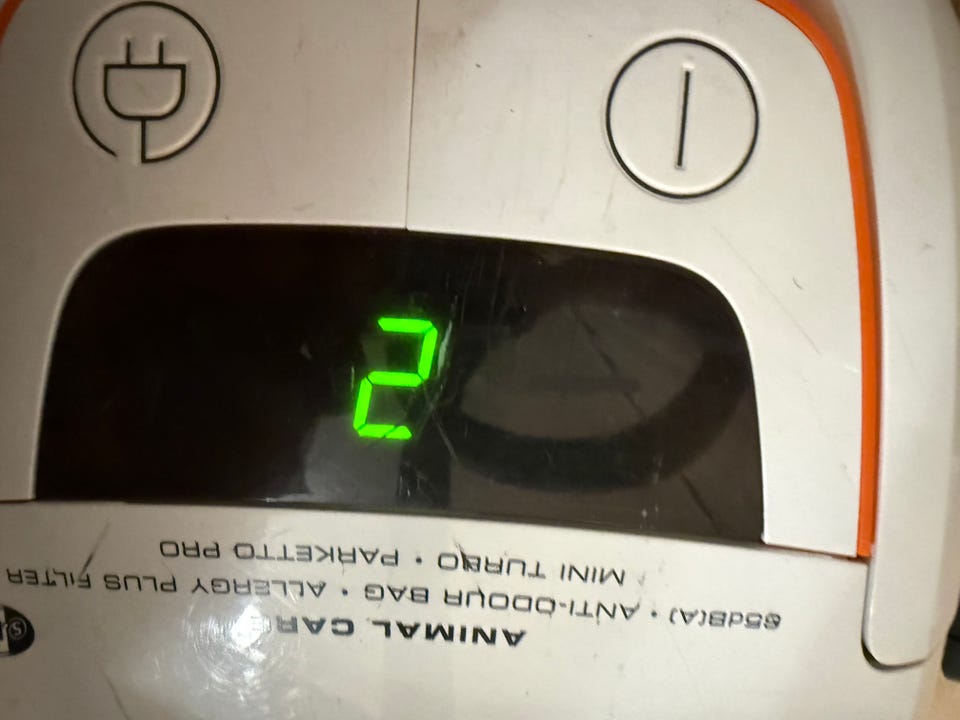 ANIMAL CARE
65dB(A) • ANTI-ODOUR BAG • ALLERGY PLUS FILTER
MINI TURBO • PARKETTO PRO
2